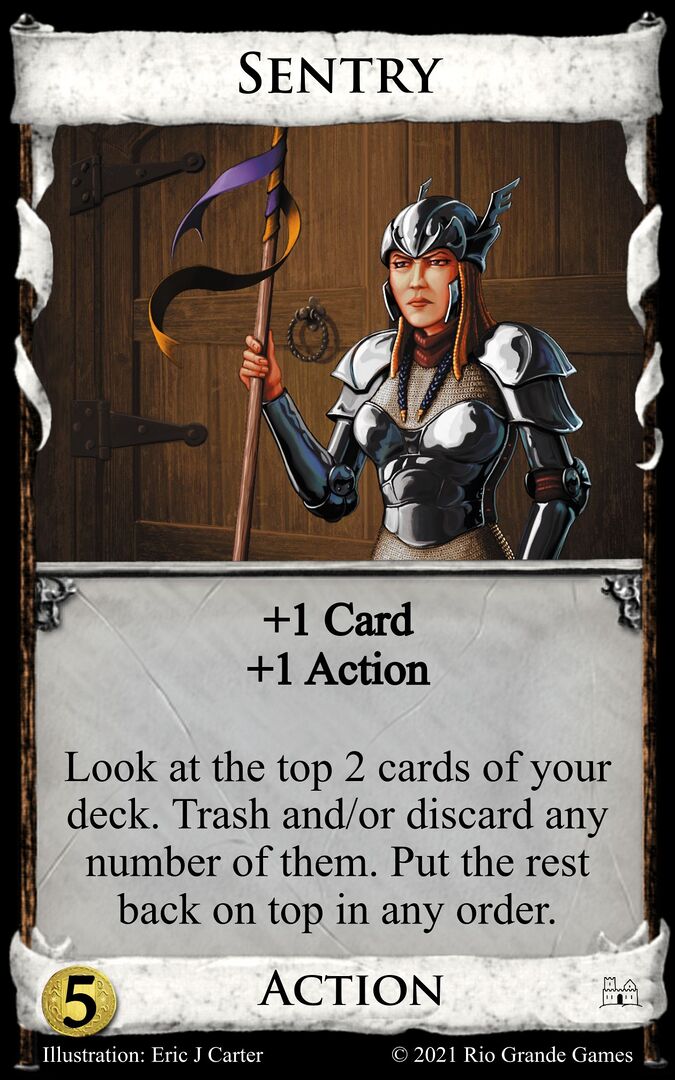 Sentry
+1 Card
+1 Action
Look at the top 2 cards of your
deck. Trash and/or discard any
number of them. Put the rest
back on top in any order.
5
Action
Illustration: Eric J Carter
© 2021 Rio Grande Games